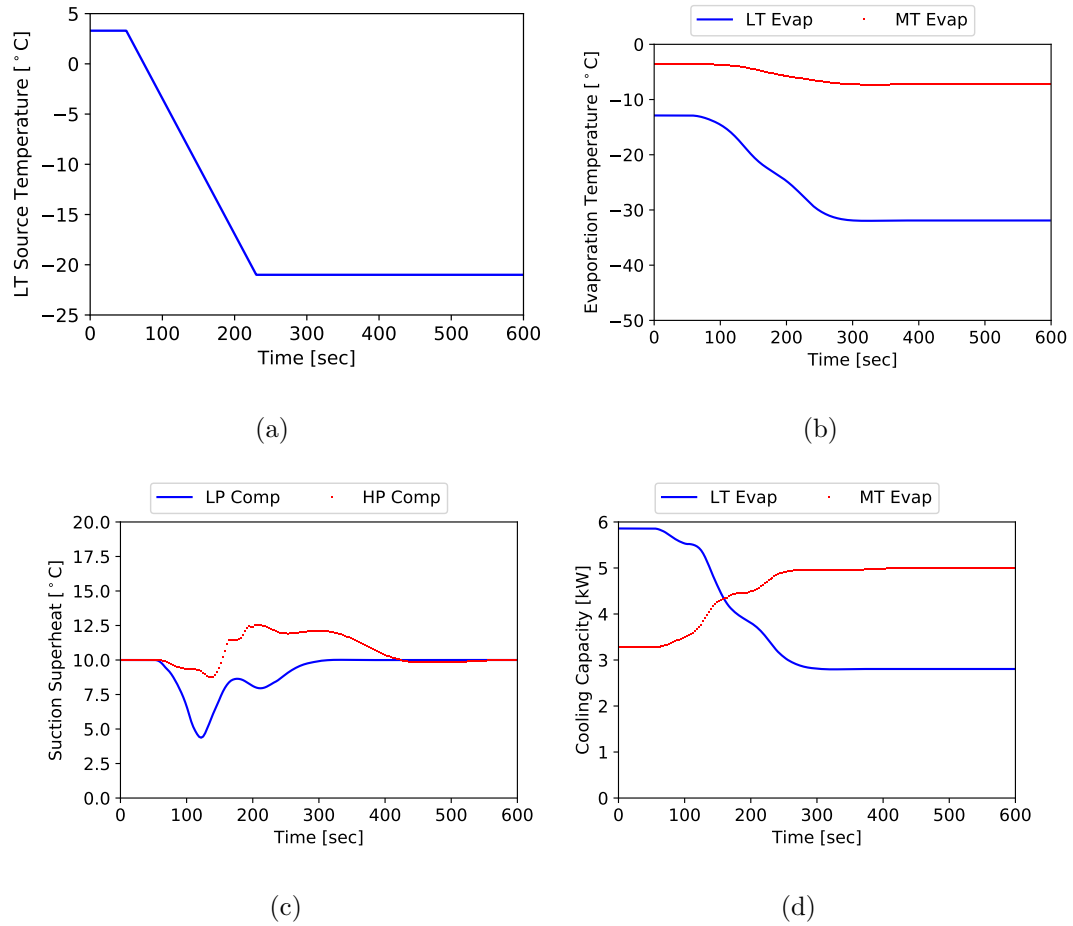 5
0
−5
−10
−15
−20
−25
LT Source Temperature [°C]
0 100 200 300 400 500 600
Time [sec]
(a)
LT Evap MT Evap
0
−10
−20
−30
−40
−50
Evaporation Temperature [°C]
0 100 200 300 400 500 600
Time [sec]
(b)
LP Comp HP Comp
20.0
17.5
15.0
12.5
10.0
7.5
5.0
2.5
0.0
Suction Superheat [°C]
0 100 200 300 400 500 600
Time [sec]
(c)
LT Evap MT Evap
6
5
4
3
2
1
0
Cooling Capacity [kW]
0 100 200 300 400 500 600
Time [sec]
(d)